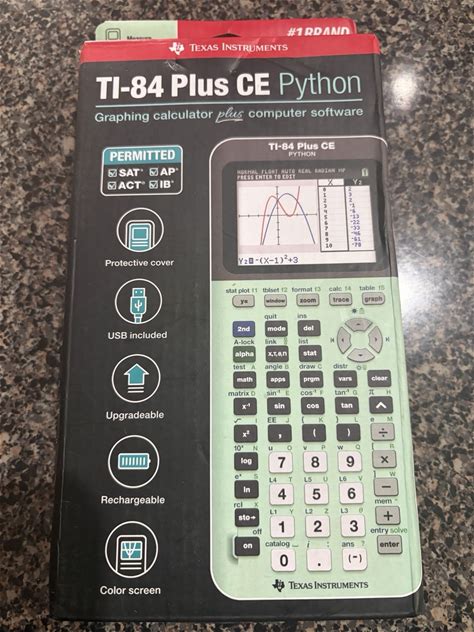 #1 BRAND
TEXAS INSTRUMENTS
TI-84 Plus CE Python
Graphing calculator plus computer software
PERMITTED
SAT* AP*
ACT* IB*
Protective cover
USB included
Upgradeable
Rechargeable
Color screen
TI-84 Plus CE
PYTHON
NORMAL FLOAT AUTO REAL RADIAN MP
PRESS ENTER TO EDIT
X Y2
Y2=-(X-1)²+3
stat plot f1 tblset f2 format f3 calc f4 table f5
y= window zoom trace graph
quit ins
2nd mode del
A-lock link list
alpha X,T,θ,n stat
test A angle B draw C distr
math apps prgm vars clear
matrix D sin⁻¹ E cos⁻¹ F tan⁻¹ G π H
x⁻¹ sin cos tan ^
x² , ( ) ÷
log 7 8 9 ×
L4 L5 L6
ln 4 5 6 −
rcl X L1 Y L2 Z L3 mem
sto→ 1 2 3 +
off catalog i ans ? entry solve
on 0 . (-) enter
TEXAS INSTRUMENTS